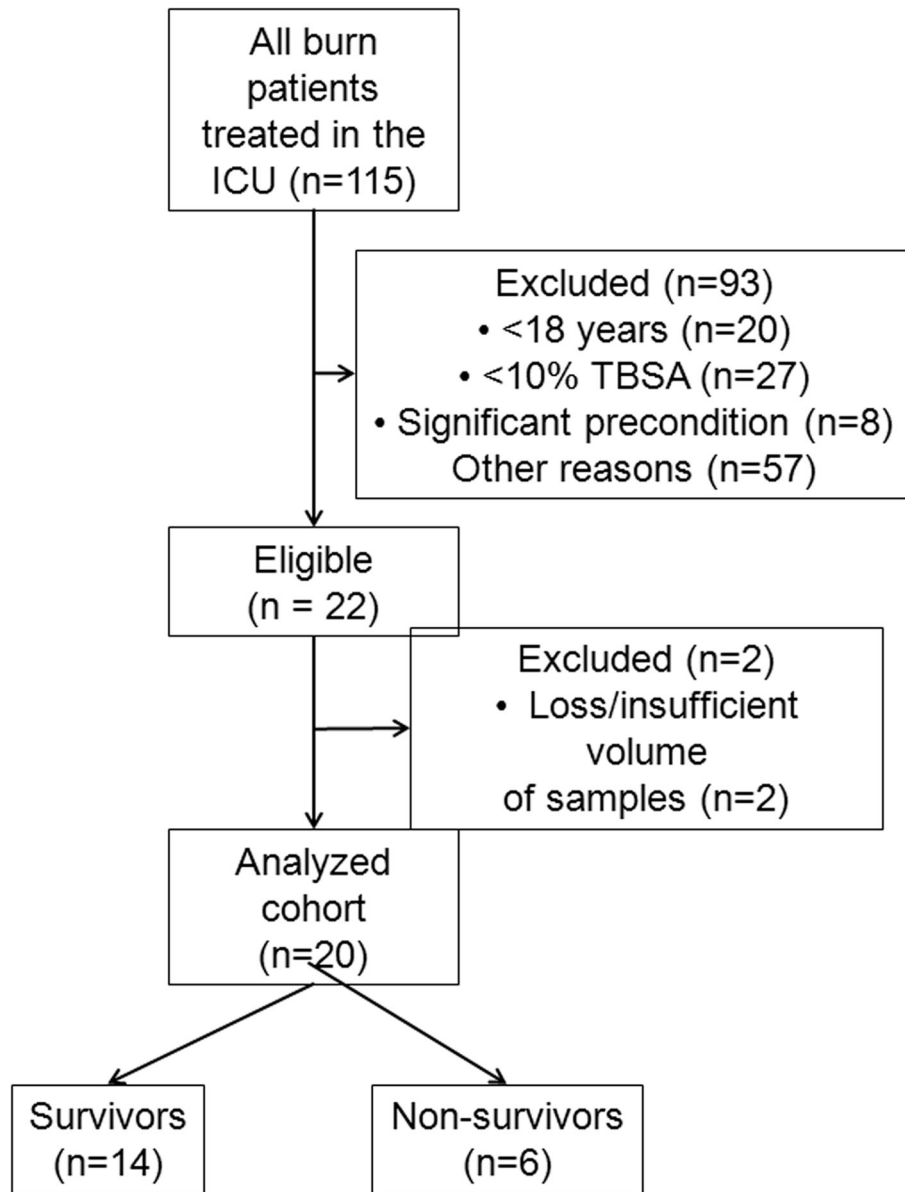 All burn
patients
treated in the
ICU (n=115)
Excluded (n=93)
• <18 years (n=20)
• <10% TBSA (n=27)
• Significant precondition (n=8)
Other reasons (n=57)
Eligible
(n = 22)
Excluded (n=2)
• Loss/insufficient
volume
of samples (n=2)
Analyzed
cohort
(n=20)
Survivors
(n=14)
Non-survivors
(n=6)